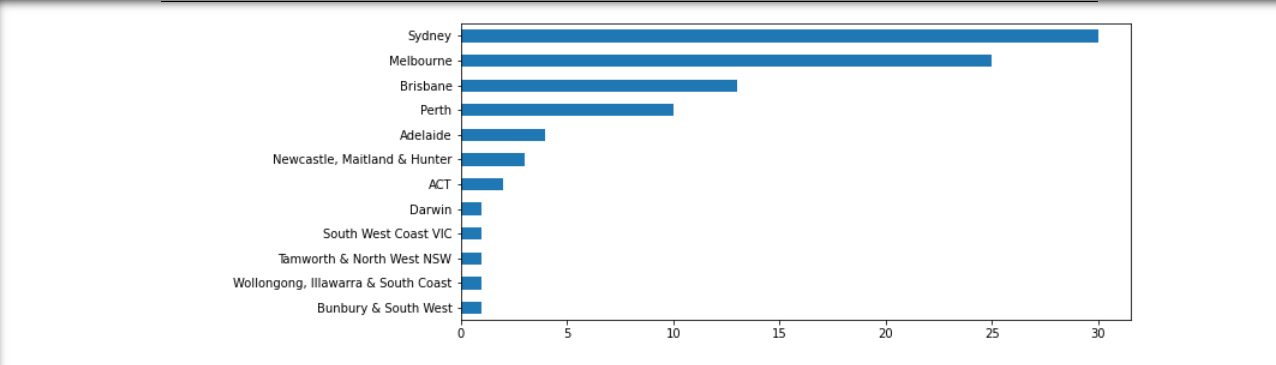 Sydney
Melbourne
Brisbane
Perth
Adelaide
Newcastle, Maitland & Hunter
ACT
Darwin
South West Coast VIC
Tamworth & North West NSW
Wollongong, Illawarra & South Coast
Bunbury & South West
0 5 10 15 20 25 30